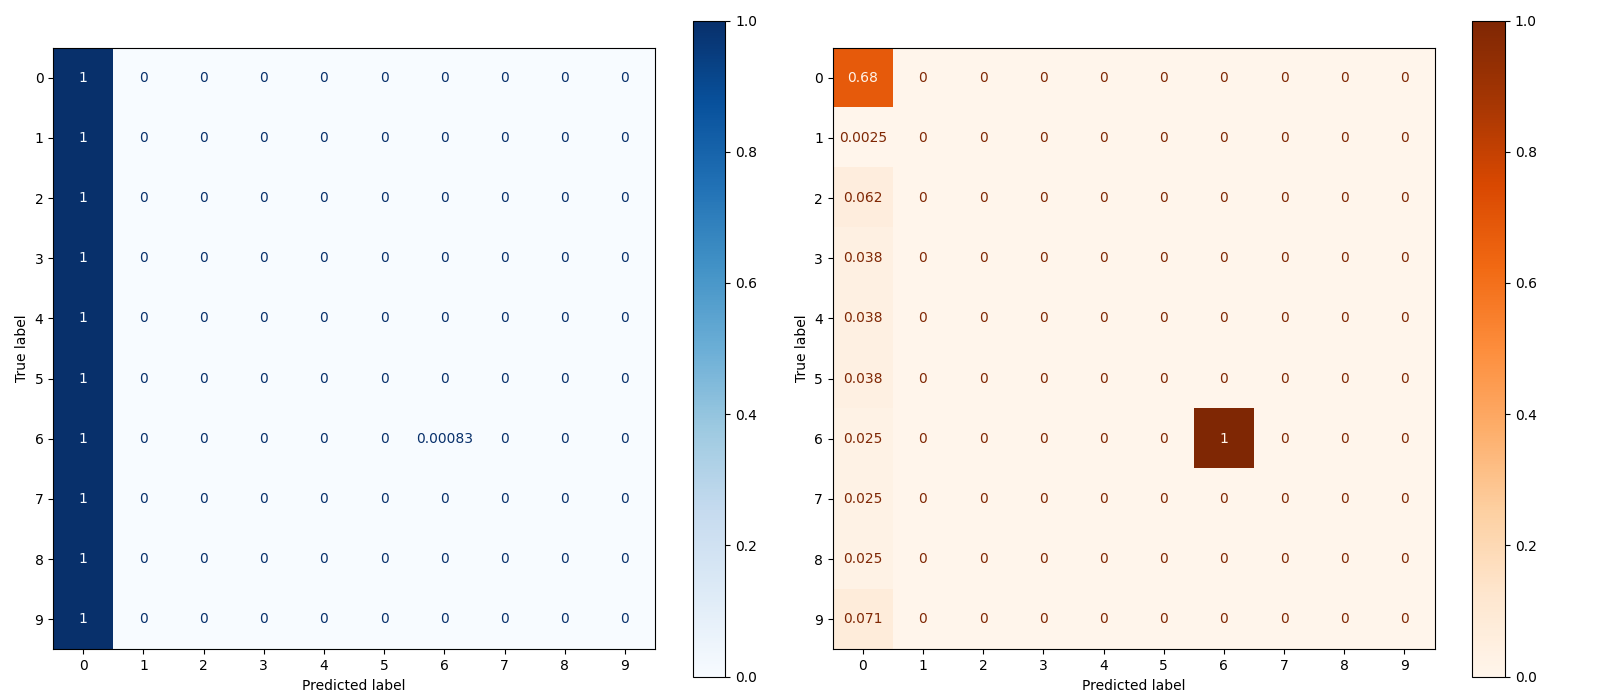 0 1 0 0 0 0 0 0 0 0 0
1 1 0 0 0 0 0 0 0 0 0
2 1 0 0 0 0 0 0 0 0 0
3 1 0 0 0 0 0 0 0 0 0
4 1 0 0 0 0 0 0 0 0 0
5 1 0 0 0 0 0 0 0 0 0
6 1 0 0 0 0 0 0.00083 0 0 0
7 1 0 0 0 0 0 0 0 0 0
8 1 0 0 0 0 0 0 0 0 0
9 1 0 0 0 0 0 0 0 0 0
0 1 2 3 4 5 6 7 8 9
Predicted label
True label
1.0
0.8
0.6
0.4
0.2
0.0
0 0.68 0 0 0 0 0 0 0 0 0
1 0.0025 0 0 0 0 0 0 0 0 0
2 0.062 0 0 0 0 0 0 0 0 0
3 0.038 0 0 0 0 0 0 0 0 0
4 0.038 0 0 0 0 0 0 0 0 0
5 0.038 0 0 0 0 0 0 0 0 0
6 0.025 0 0 0 0 0 1 0 0 0
7 0.025 0 0 0 0 0 0 0 0 0
8 0.025 0 0 0 0 0 0 0 0 0
9 0.071 0 0 0 0 0 0 0 0 0
0 1 2 3 4 5 6 7 8 9
Predicted label
True label
1.0
0.8
0.6
0.4
0.2
0.0